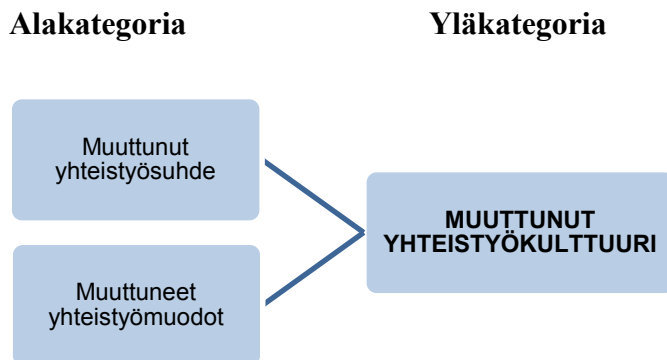 Alakategoria
Yläkategoria
Muuttunut
yhteistyösuhde
MUUTTUNUT
YHTEISTYÖKULTTUURI
Muuttuneet
yhteistyömuodot